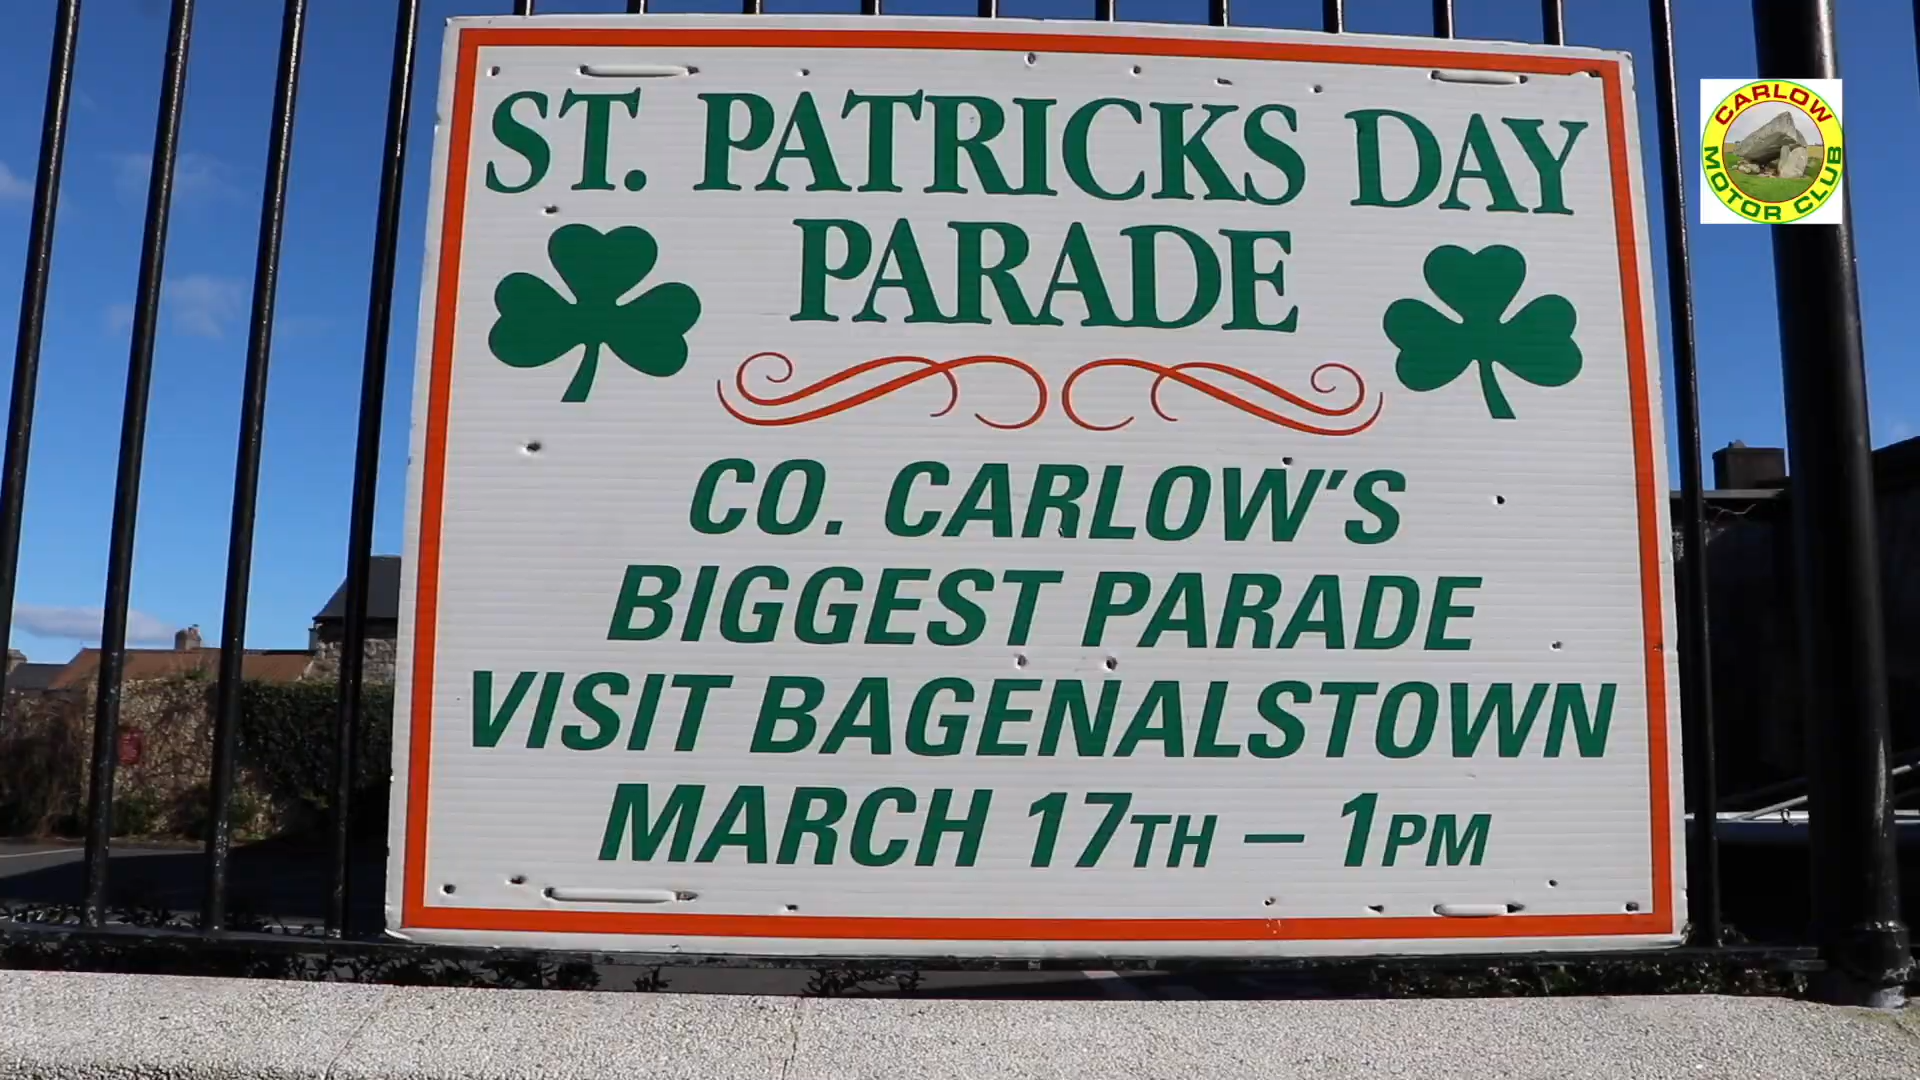 ST. PATRICKS DAY
PARADE
CO. CARLOW'S
BIGGEST PARADE
VISIT BAGENALSTOWN
MARCH 17TH – 1PM
CARLOW
MOTOR CLUB